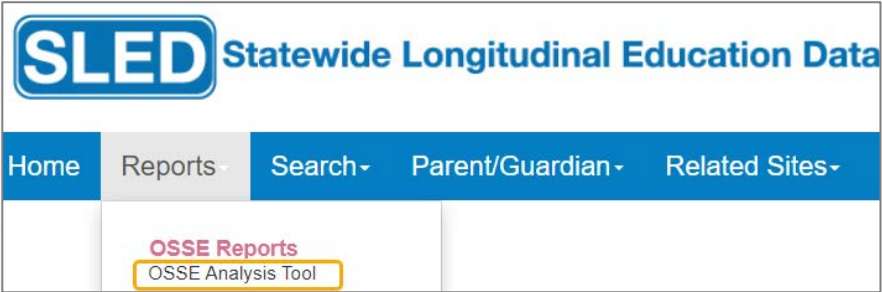 SLED Statewide Longitudinal Education Data
Home Reports Search Parent/Guardian Related Sites
OSSE Reports
OSSE Analysis Tool